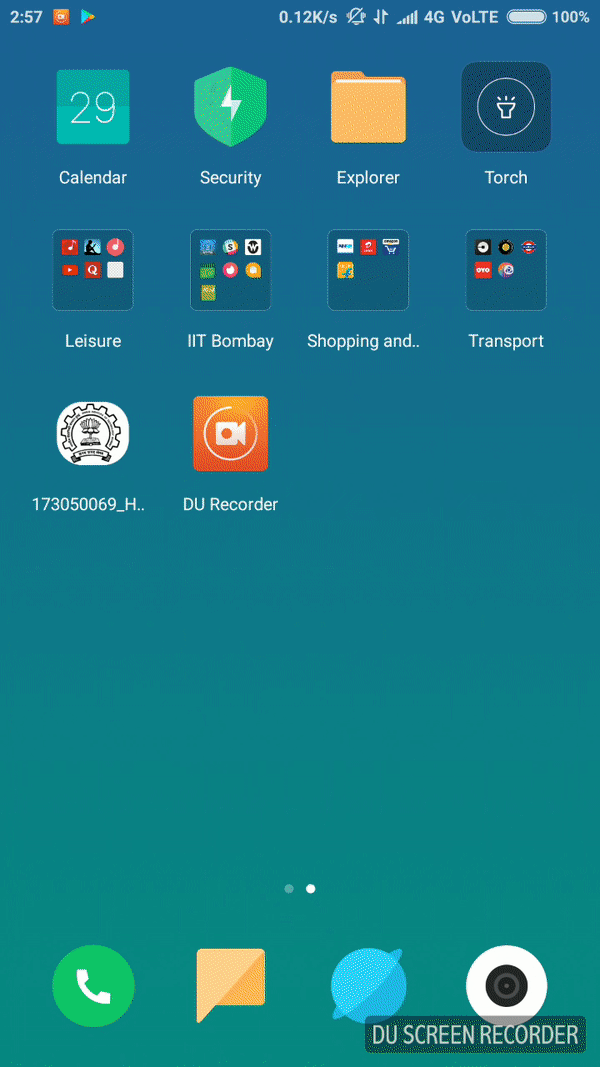 2:57 0.12K/s 4G VoLTE 100%
29
Calendar Security Explorer Torch
Leisure IIT Bombay Shopping and.. Transport
173050069_H.. DU Recorder
DU SCREEN RECORDER